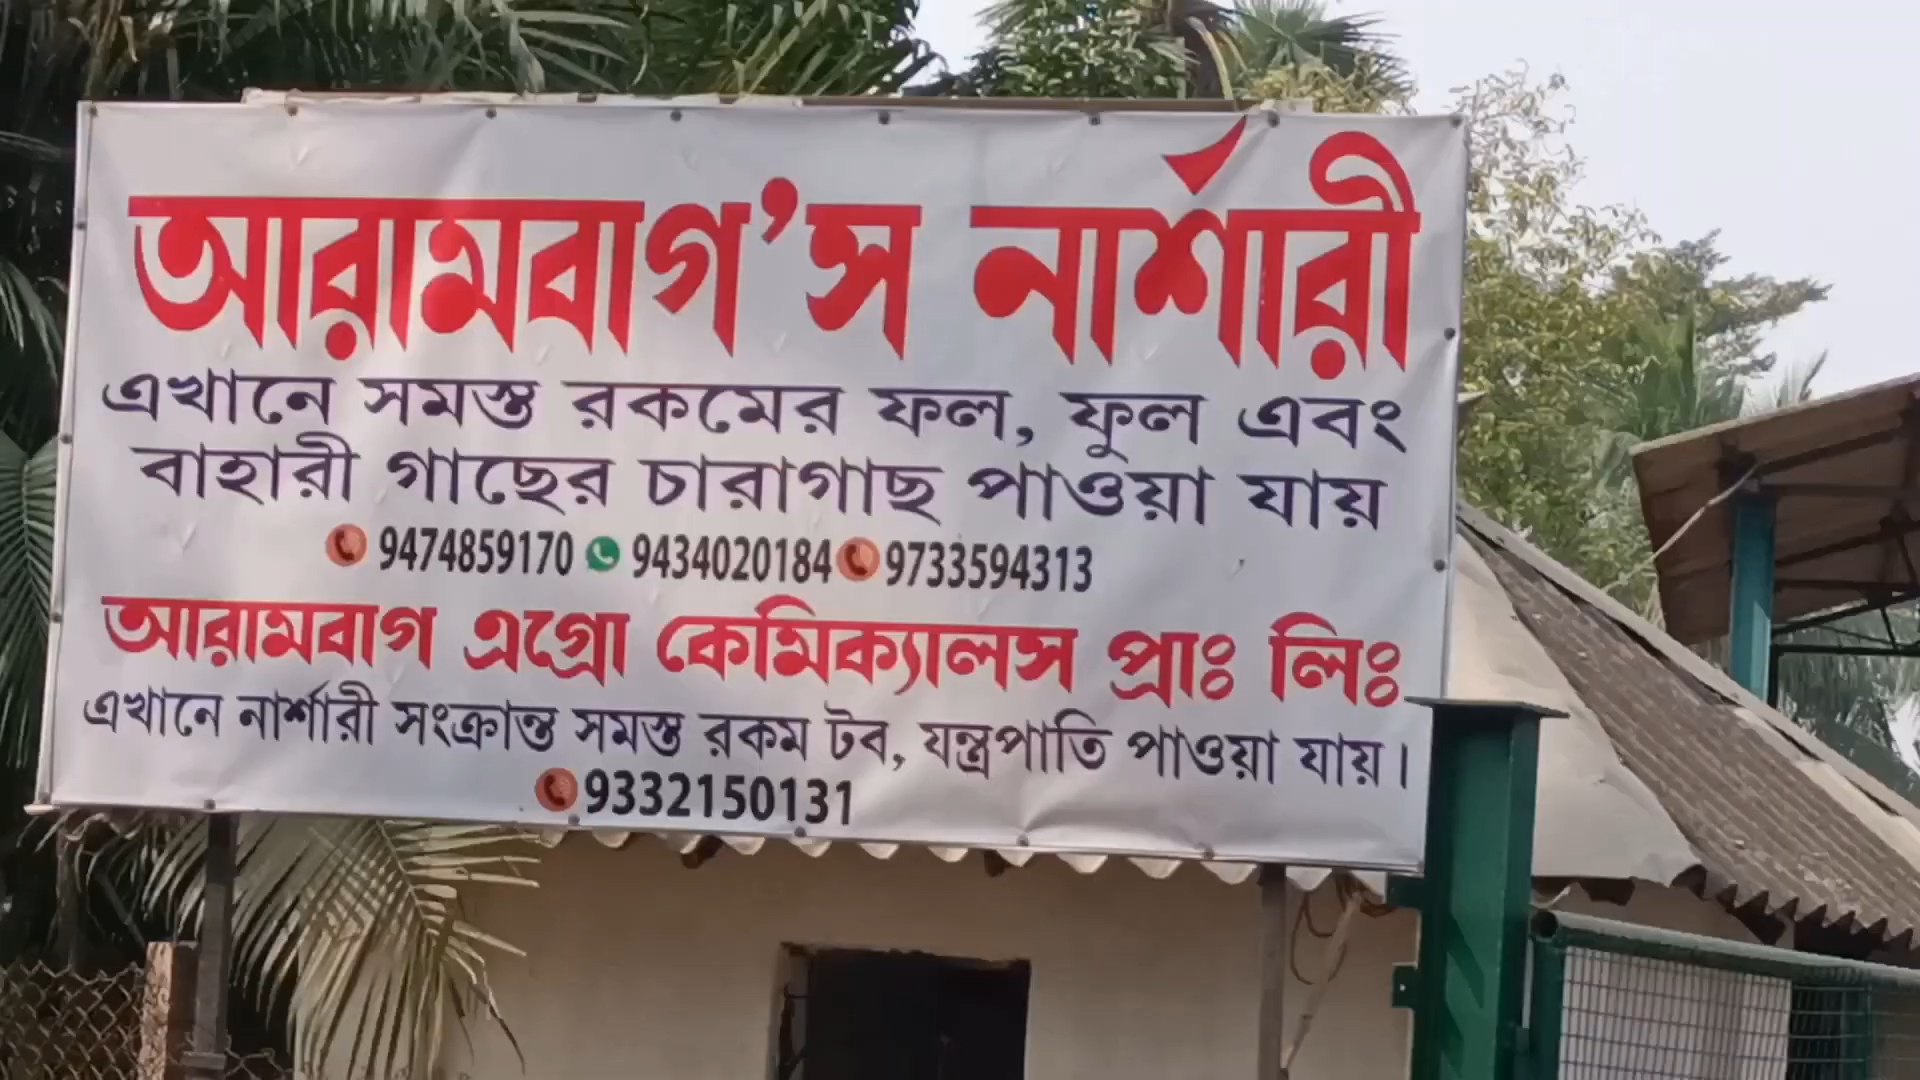 আরামবাগ’স নার্শারী
এখানে সমস্ত রকমের ফল, ফুল এবং
বাহারী গাছের চারাগাছ পাওয়া যায়
9474859170 9434020184 9733594313
আরামবাগ এগ্রো কেমিক্যালস প্রাঃ লিঃ
এখানে নার্শারী সংক্রান্ত সমস্ত রকম টব, যন্ত্রপাতি পাওয়া যায়।
9332150131